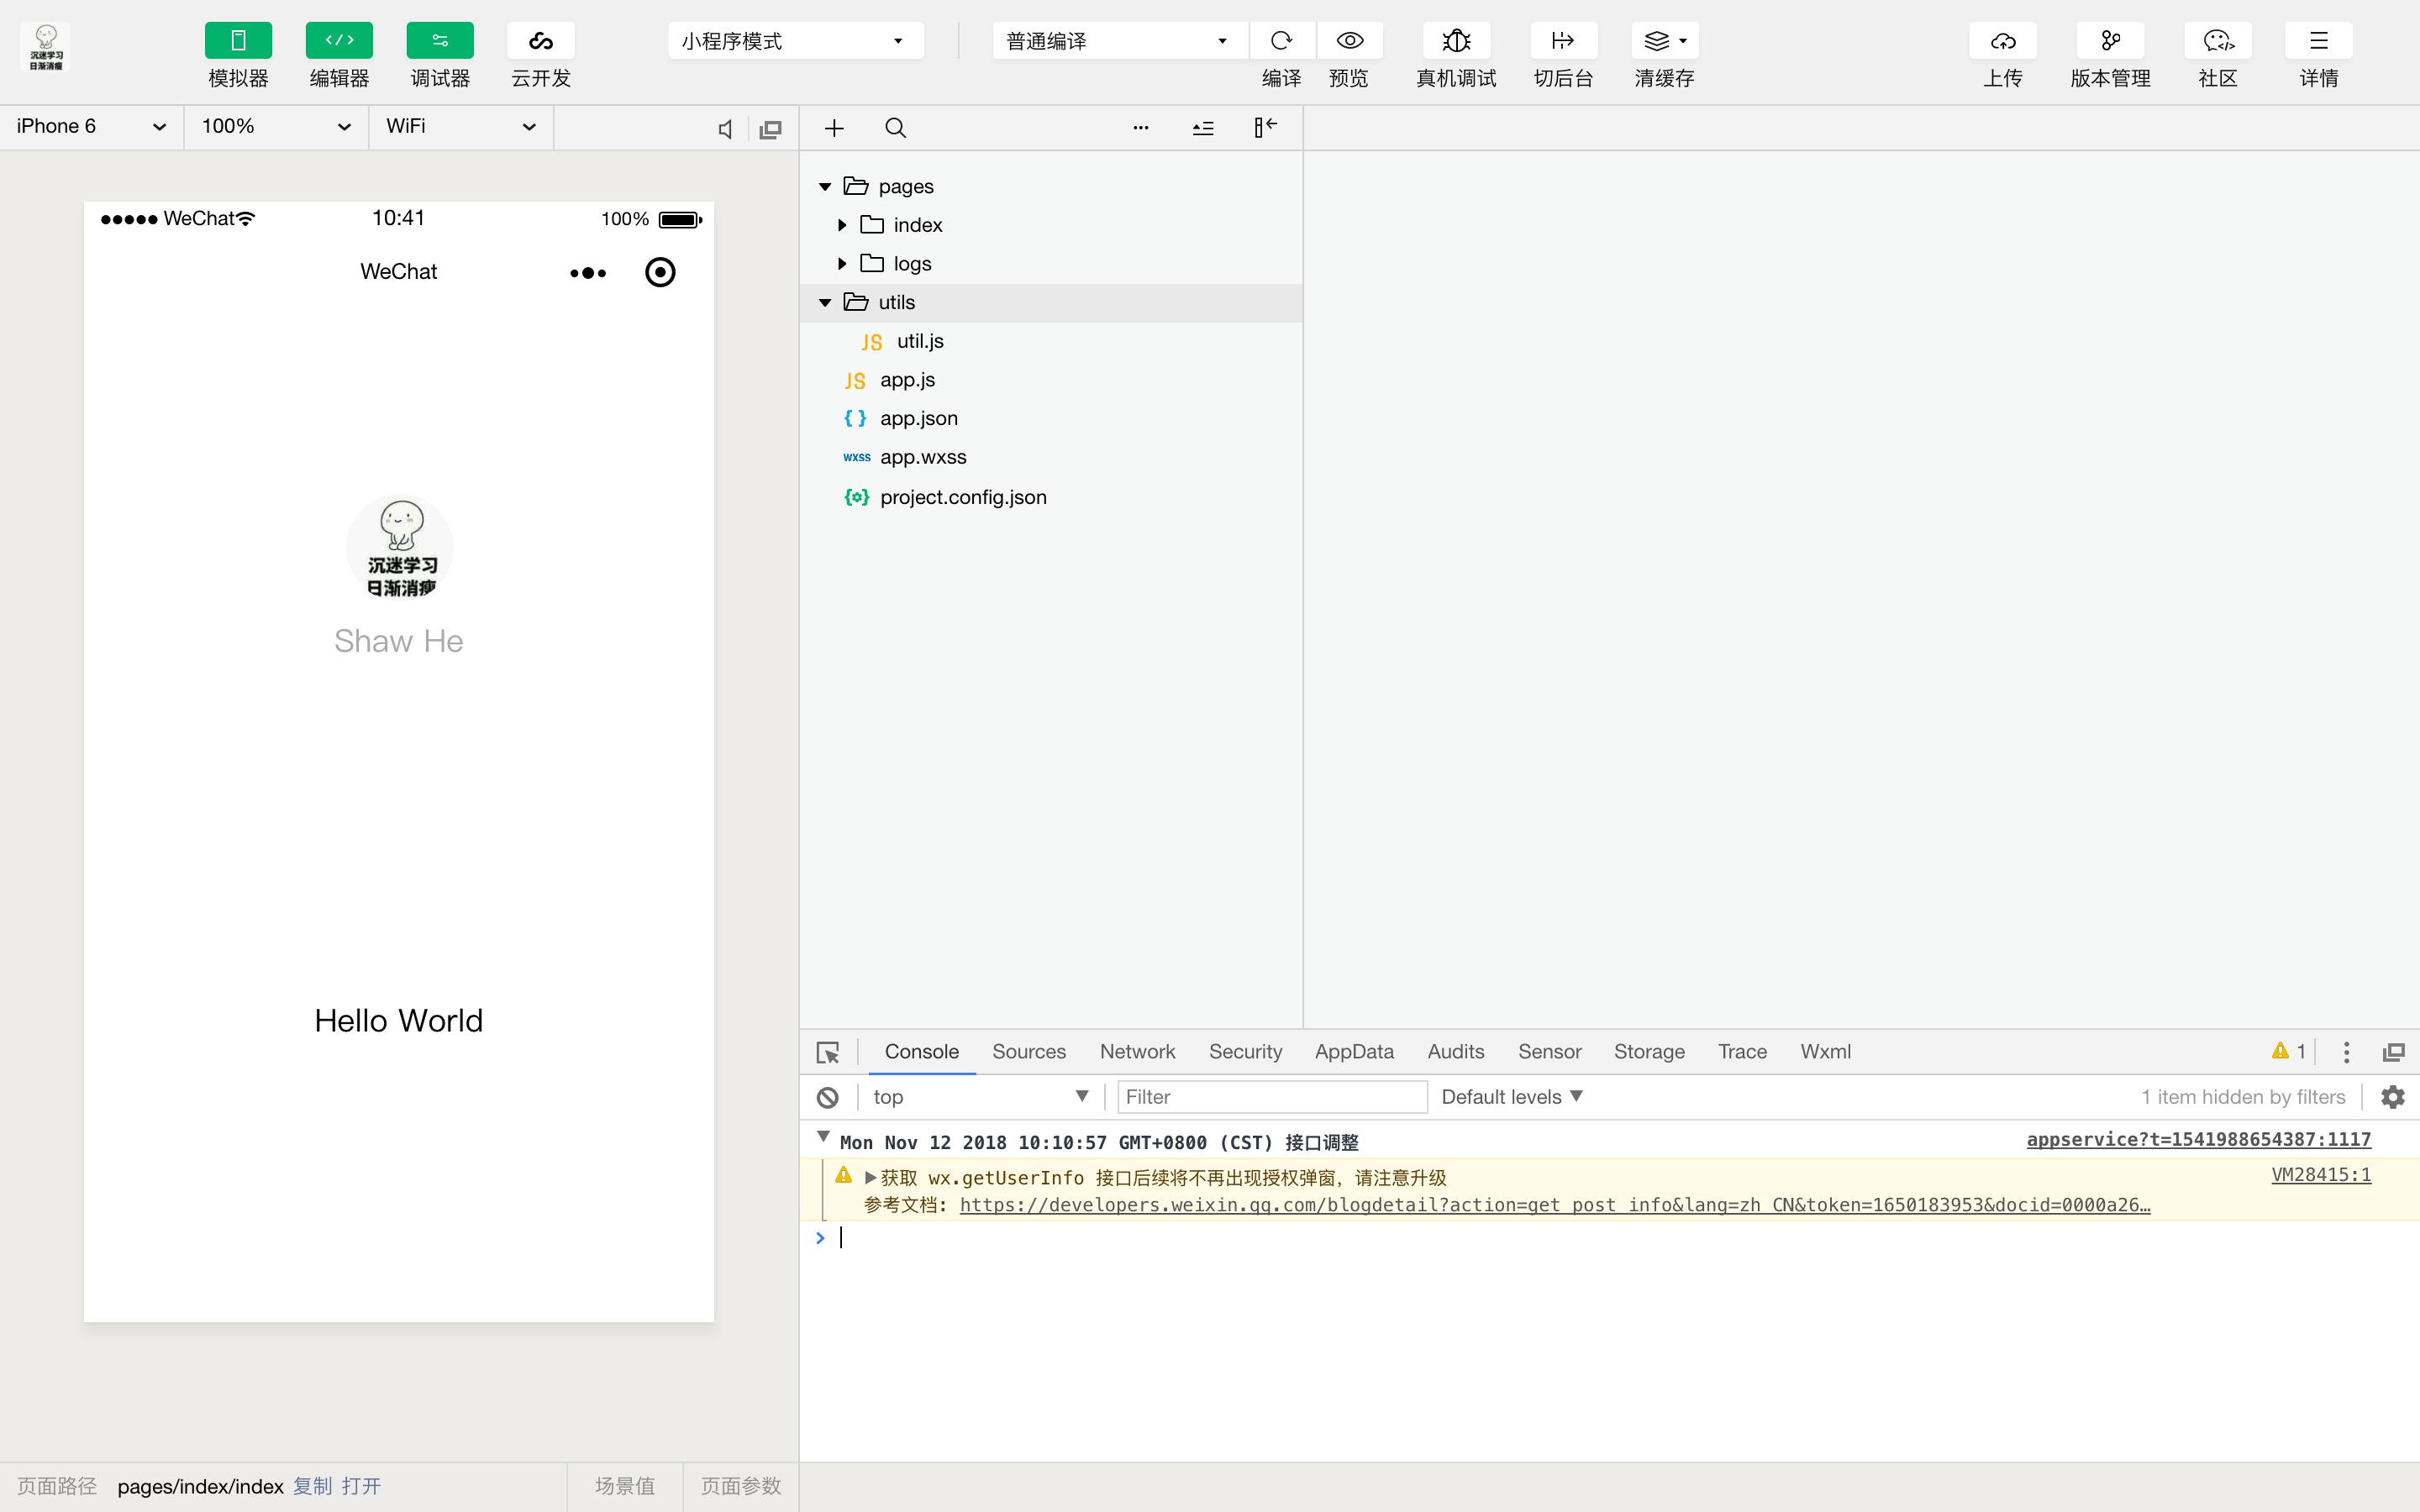 沉迷学习
日渐消瘦
模拟器 编辑器 调试器 云开发
小程序模式
普通编译
编译 预览 真机调试 切后台 清缓存
上传 版本管理 社区 详情
iPhone 6 100% WiFi
WeChat 10:41 100%
WeChat
沉迷学习
日渐消瘦
Shaw He
Hello World
页面路径 pages/index/index 复制 打开 场景值 页面参数
pages
index
logs
utils
JS util.js
JS app.js
{ } app.json
wxss app.wxss
project.config.json
Console Sources Network Security AppData Audits Sensor Storage Trace Wxml 1
top Filter Default levels 1 item hidden by filters
Mon Nov 12 2018 10:10:57 GMT+0800 (CST) 接口调整 appservice?t=1541988654387:1117
获取 wx.getUserInfo 接口后续将不再出现授权弹窗，请注意升级 VM28415:1
参考文档: https://developers.weixin.qq.com/blogdetail?action=get_post_info&lang=zh_CN&token=1650183953&docid=0000a26…
>